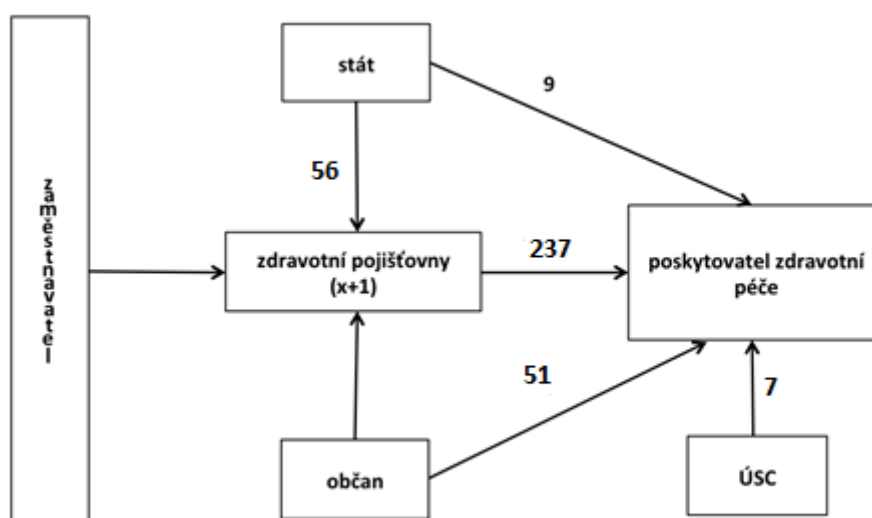 stát
9
56
zaměstnavatel
zdravotní pojišťovny
(x+1)
237
poskytovatel zdravotní
péče
51
7
občan
ÚSC